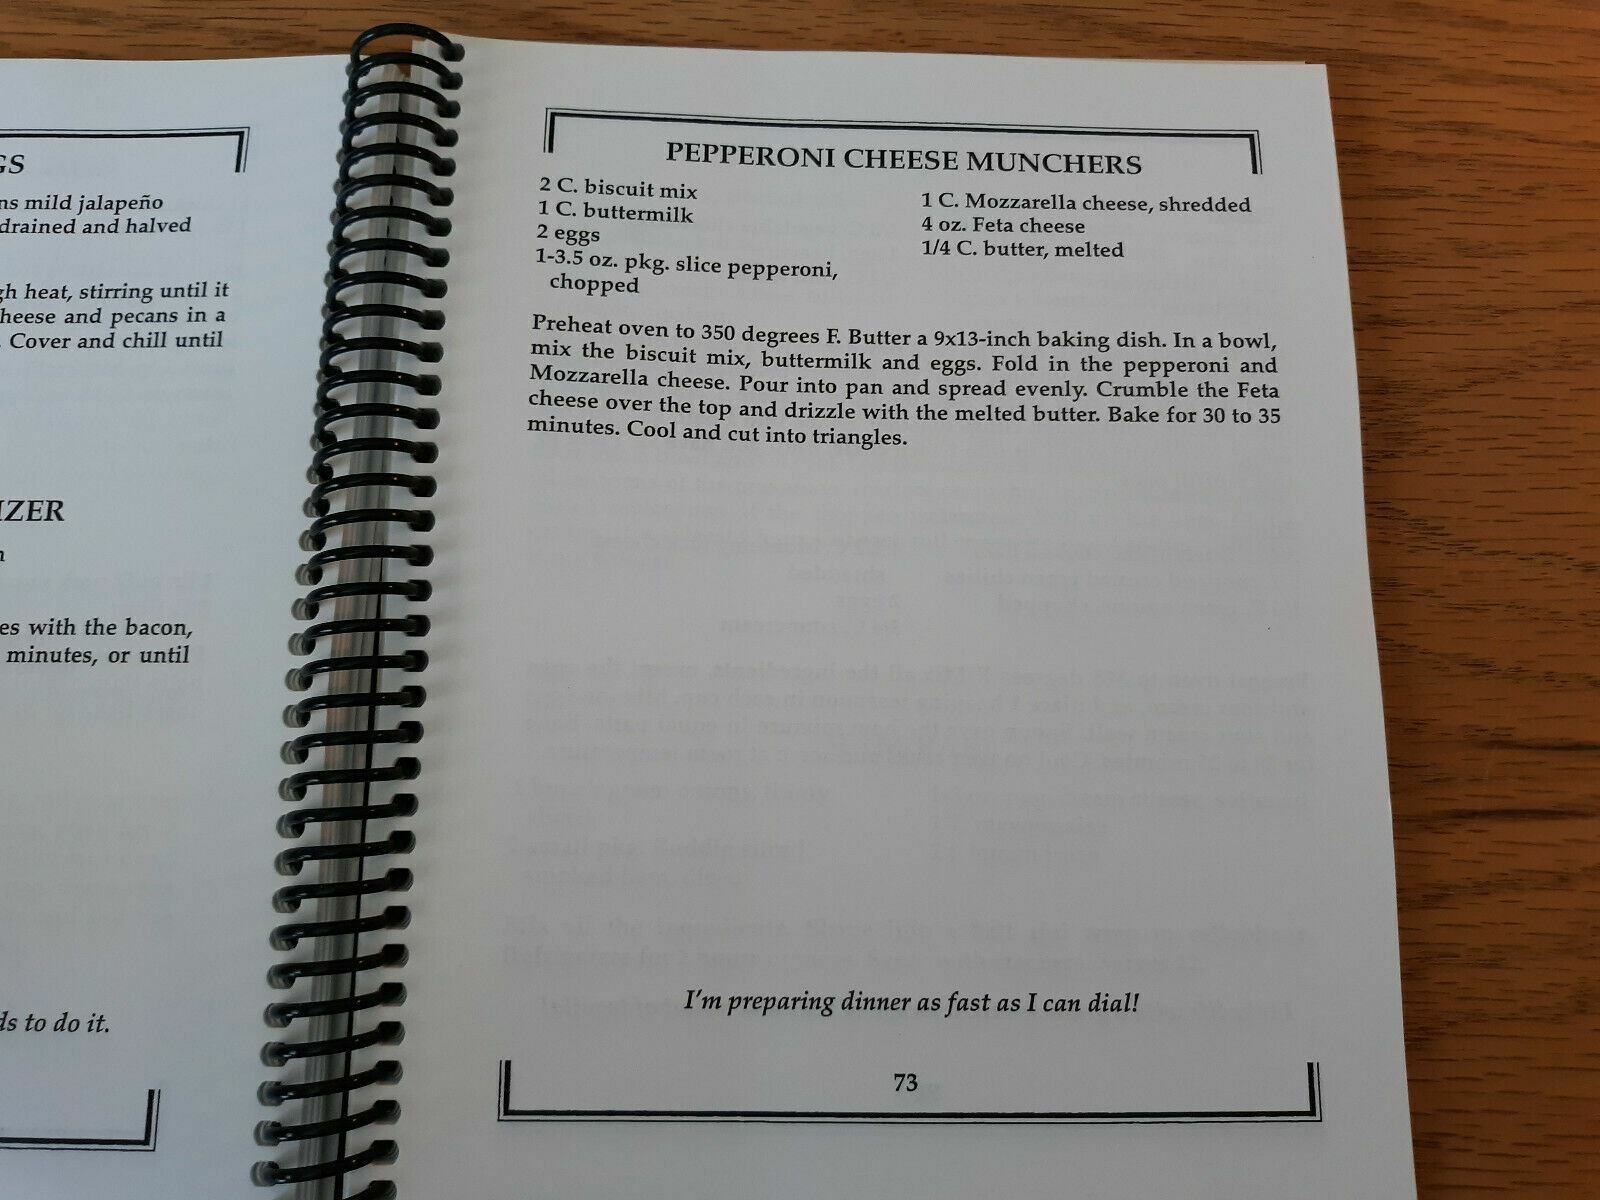 GS
ns mild jalapeño
drained and halved
gh heat, stirring until it
heese and pecans in a
. Cover and chill until
IZER
n
es with the bacon,
minutes, or until
ds to do it.
PEPPERONI CHEESE MUNCHERS
2 C. biscuit mix
1 C. buttermilk
2 eggs
1-3.5 oz. pkg. slice pepperoni,
chopped
1 C. Mozzarella cheese, shredded
4 oz. Feta cheese
1/4 C. butter, melted
Preheat oven to 350 degrees F. Butter a 9x13-inch baking dish. In a bowl,
mix the biscuit mix, buttermilk and eggs. Fold in the pepperoni and
Mozzarella cheese. Pour into pan and spread evenly. Crumble the Feta
cheese over the top and drizzle with the melted butter. Bake for 30 to 35
minutes. Cool and cut into triangles.
I'm preparing dinner as fast as I can dial!
73